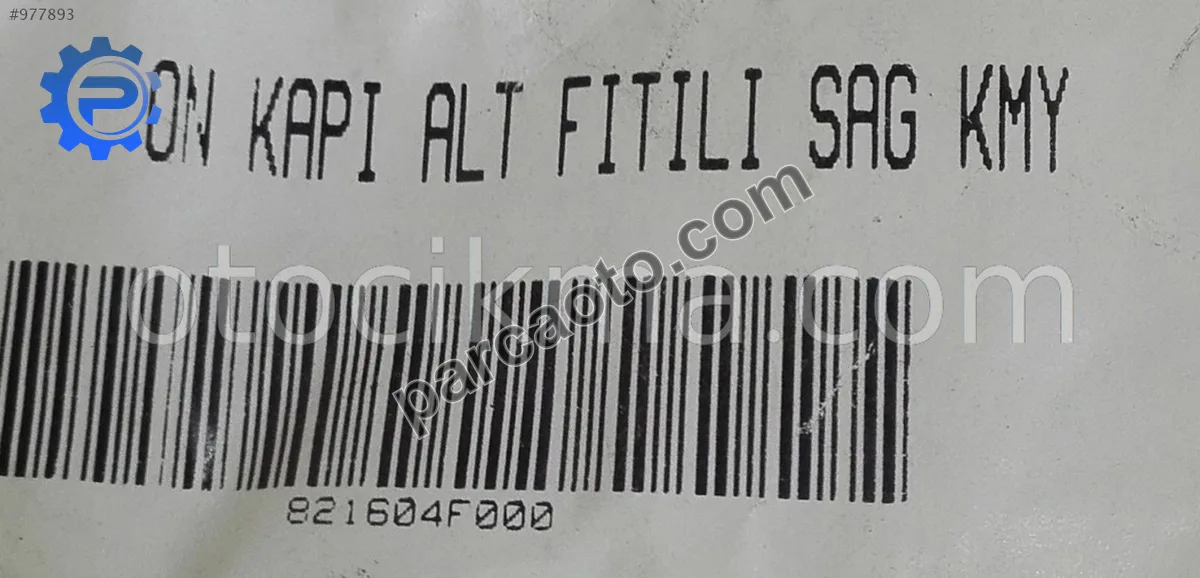 #977893
ON KAPI ALT FITILI SAG KMY
parcaoto.com
otocikma.com
821604F000